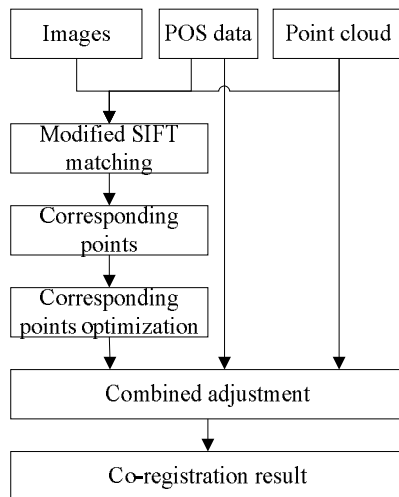 Images
POS data
Point cloud
Modified SIFT
matching
Corresponding
points
Corresponding
points optimization
Combined adjustment
Co-registration result